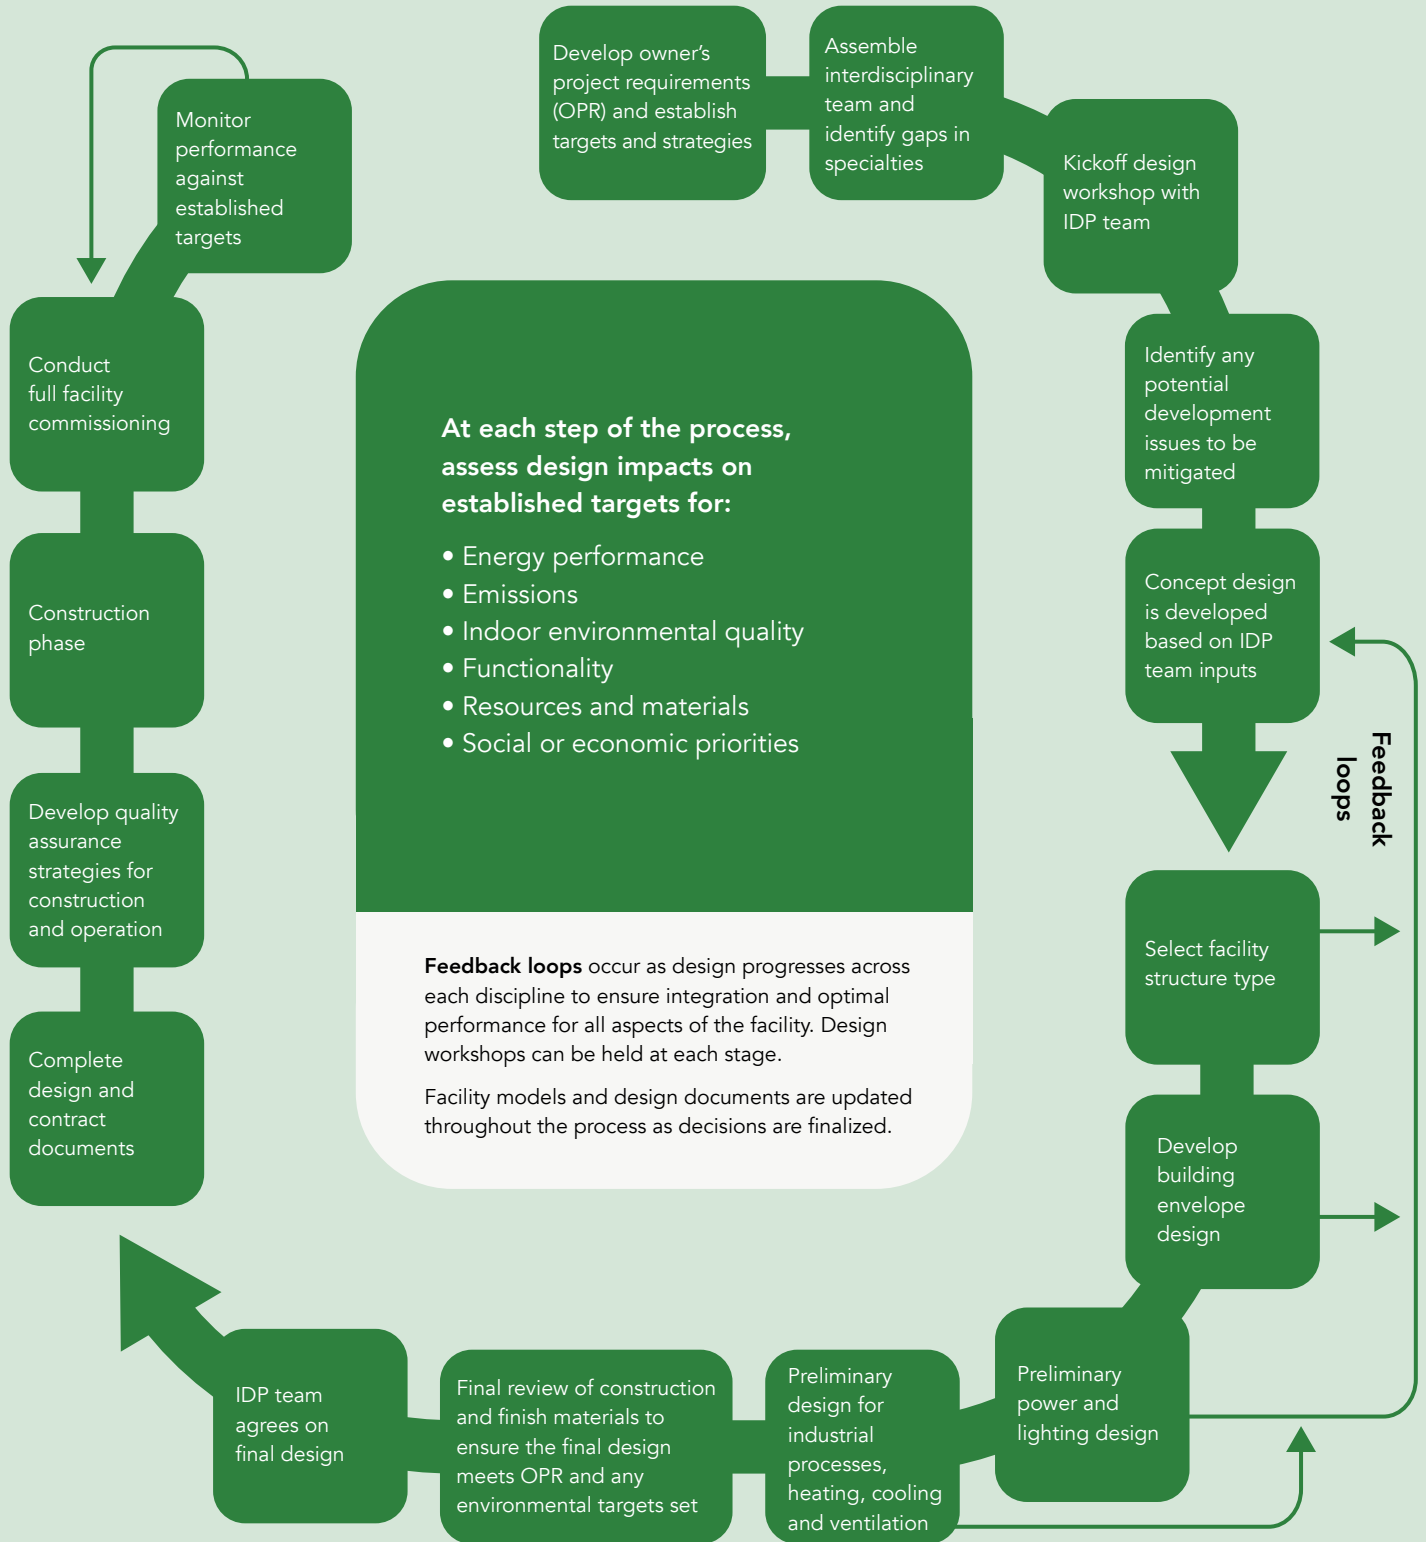 Develop owner’s
project requirements
(OPR) and establish
targets and strategies
Assemble
interdisciplinary
team and
identify gaps in
specialties
Kickoff design
workshop with
IDP team
Identify any
potential
development
issues to be
mitigated
Concept design
is developed
based on IDP
team inputs
Feedback
loops
Select facility
structure type
Develop
building
envelope
design
Preliminary
power and
lighting design
Preliminary
design for
industrial
processes,
heating, cooling
and ventilation
Final review of construction
and finish materials to
ensure the final design
meets OPR and any
environmental targets set
IDP team
agrees on
final design
Complete
design and
contract
documents
Develop quality
assurance
strategies for
construction
and operation
Construction
phase
Conduct
full facility
commissioning
Monitor
performance
against
established
targets
At each step of the process,
assess design impacts on
established targets for:
• Energy performance
• Emissions
• Indoor environmental quality
• Functionality
• Resources and materials
• Social or economic priorities
Feedback loops occur as design progresses across
each discipline to ensure integration and optimal
performance for all aspects of the facility. Design
workshops can be held at each stage.
Facility models and design documents are updated
throughout the process as decisions are finalized.